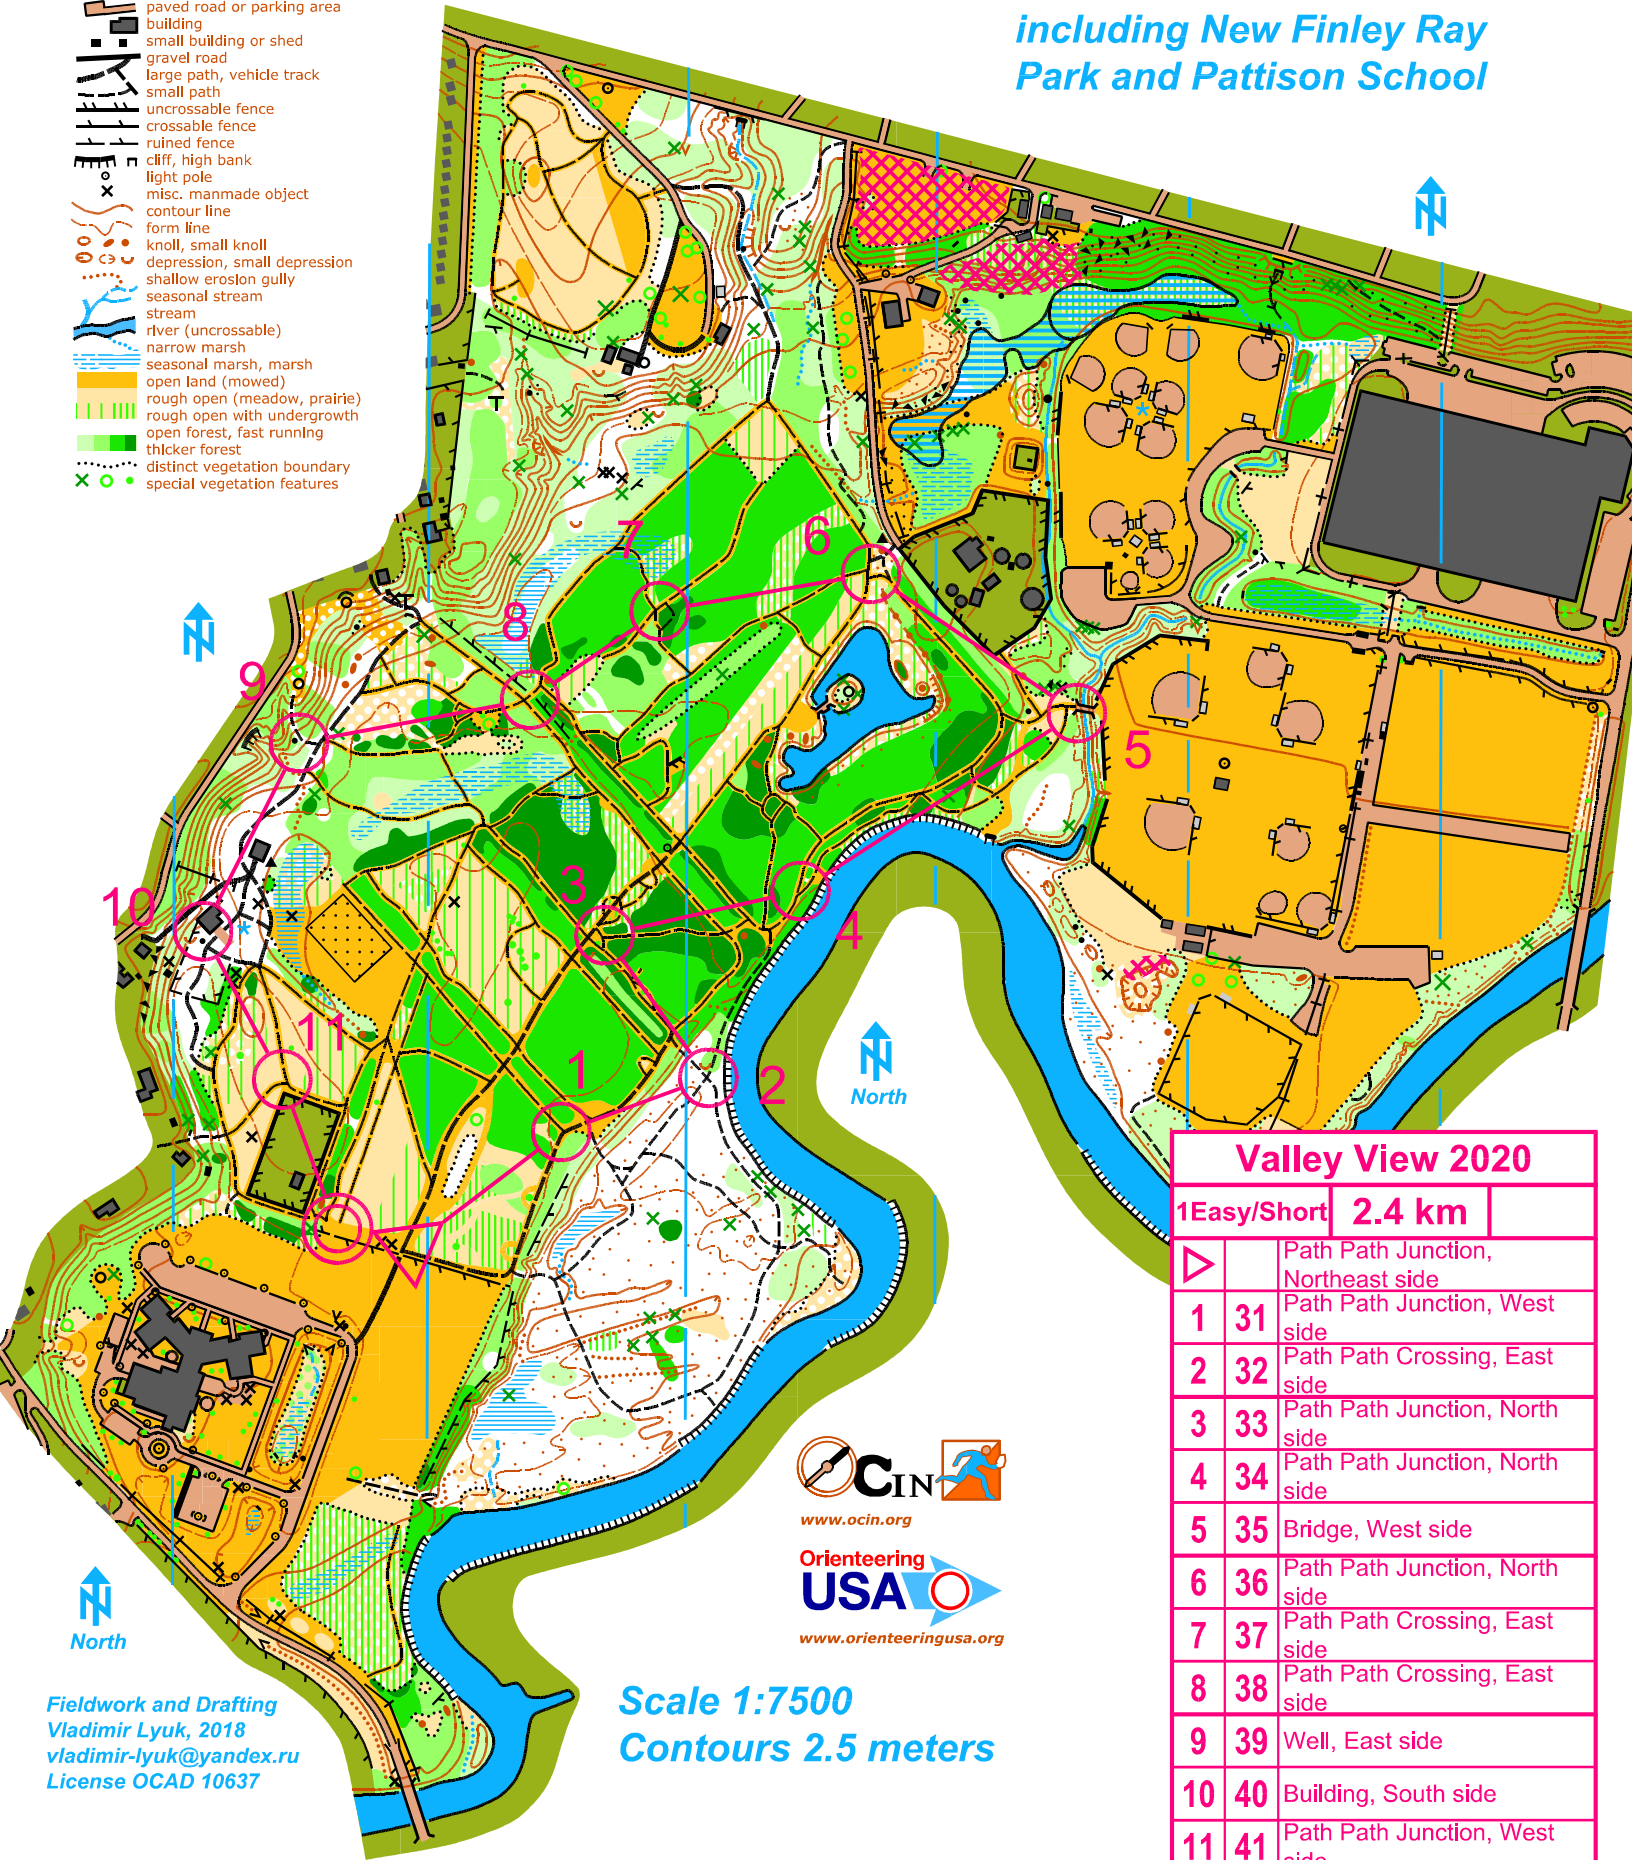 including New Finley Ray
Park and Pattison School
paved road or parking area
building
small building or shed
gravel road
large path, vehicle track
small path
uncrossable fence
crossable fence
ruined fence
cliff, high bank
light pole
misc. manmade object
contour line
form line
knoll, small knoll
depression, small depression
shallow erosion gully
seasonal stream
stream
river (uncrossable)
narrow marsh
seasonal marsh, marsh
open land (mowed)
rough open (meadow, prairie)
rough open with undergrowth
open forest, fast running
thicker forest
distinct vegetation boundary
special vegetation features
N
N
7
6
8
9
5
3
10
4
11
1
2
N
North
N
North
Valley View 2020
1Easy/Short 2.4 km
Path Path Junction,
Northeast side
1 31 Path Path Junction, West
side
2 32 Path Path Crossing, East
side
3 33 Path Path Junction, North
side
4 34 Path Path Junction, North
side
5 35 Bridge, West side
6 36 Path Path Junction, North
side
7 37 Path Path Crossing, East
side
8 38 Path Path Crossing, East
side
9 39 Well, East side
10 40 Building, South side
11 41 Path Path Junction, West
side
OCIN
www.ocin.org
Orienteering
USA
www.orienteeringusa.org
Scale 1:7500
Contours 2.5 meters
Fieldwork and Drafting
Vladimir Lyuk, 2018
vladimir-lyuk@yandex.ru
License OCAD 10637